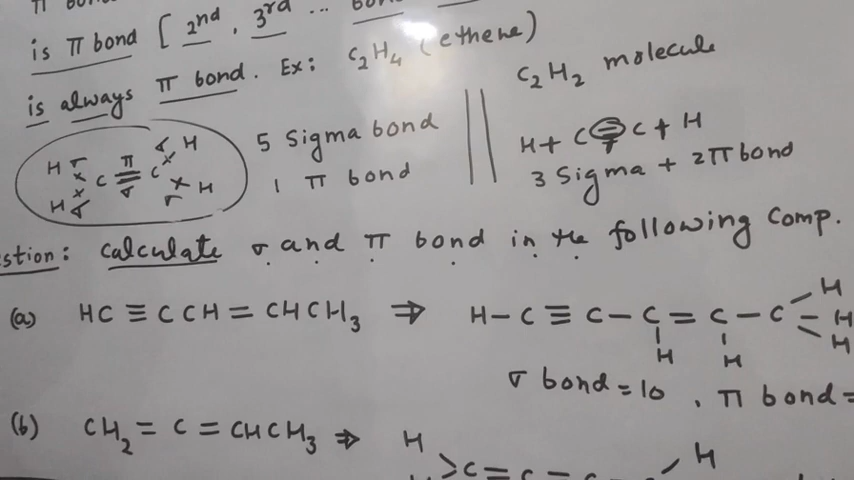 is π bond [ 2nd, 3rd ...
is always π bond. Ex: C2H4 (ethene)
C2H2 molecule
H H
C = C
H H
π
σ σ σ σ σ
5 Sigma bond
1 π bond
H + C ≡ C + H
3 Sigma + 2π bond
stion: Calculate σ and π bond in the following Comp.
(a) HC ≡ CCH = CHCH3 ⇒ H - C ≡ C - C = C - C - H
H H H H
σ bond = 10, π bond =
(b) CH2 = C = CHCH3 ⇒ H
C = C - C H